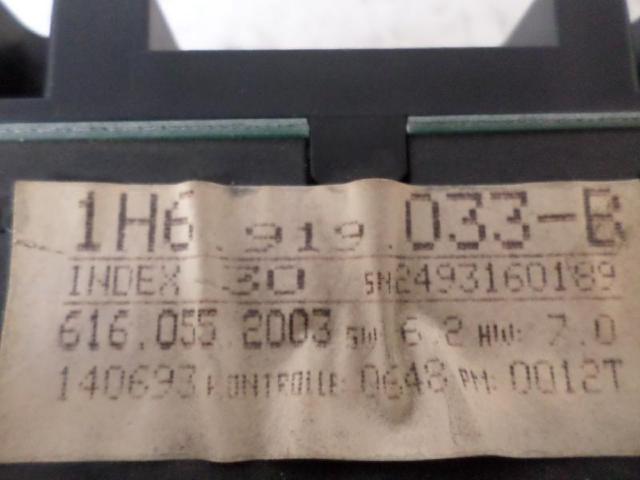 1H6.919.033-B
INDEX 30 SN2493160189
616.055.2003 SW: 6.2 HW: 7.0
140693 KONTROLLE: 0648 PM: 0012T